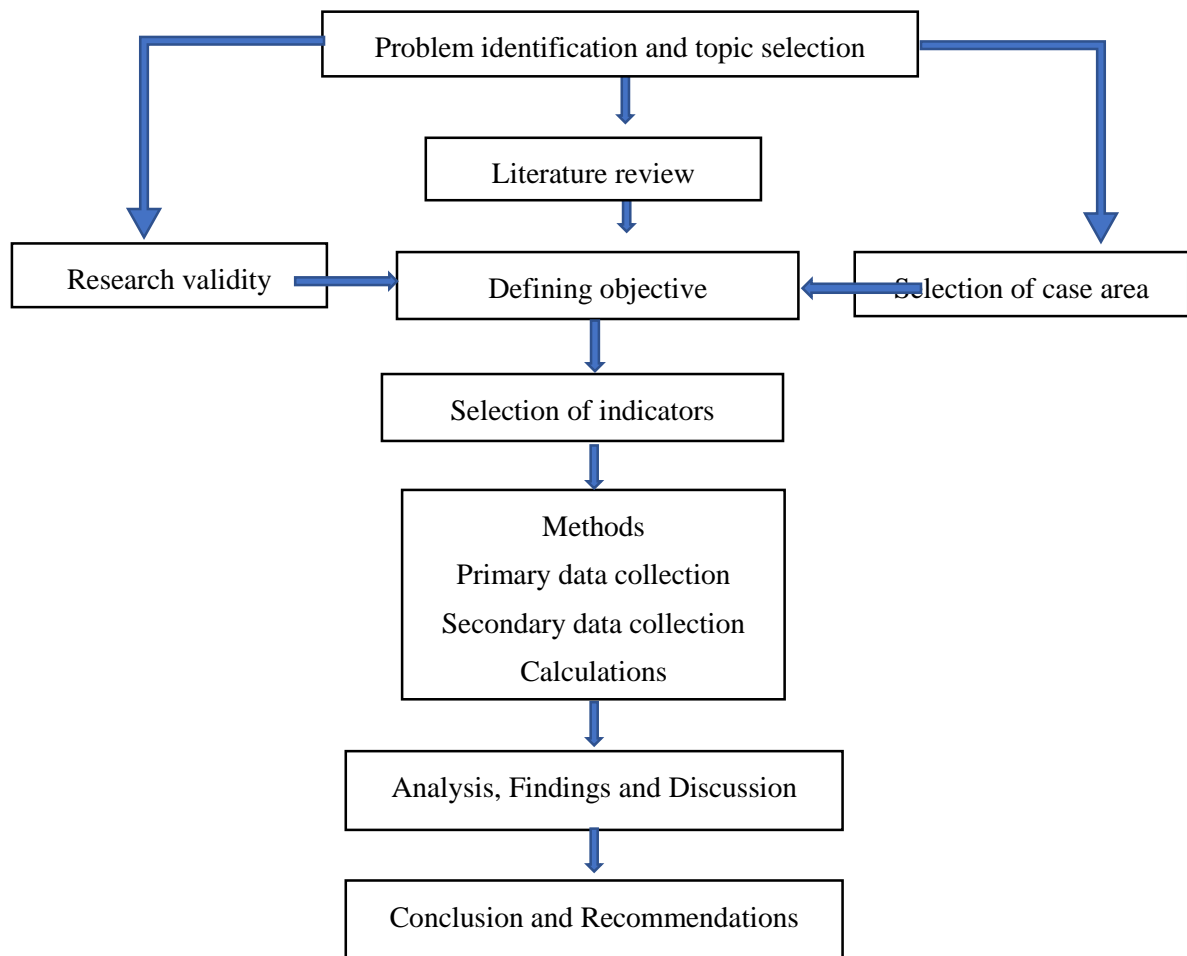 Problem identification and topic selection
Literature review
Research validity
Defining objective
Selection of case area
Selection of indicators
Methods
Primary data collection
Secondary data collection
Calculations
Analysis, Findings and Discussion
Conclusion and Recommendations